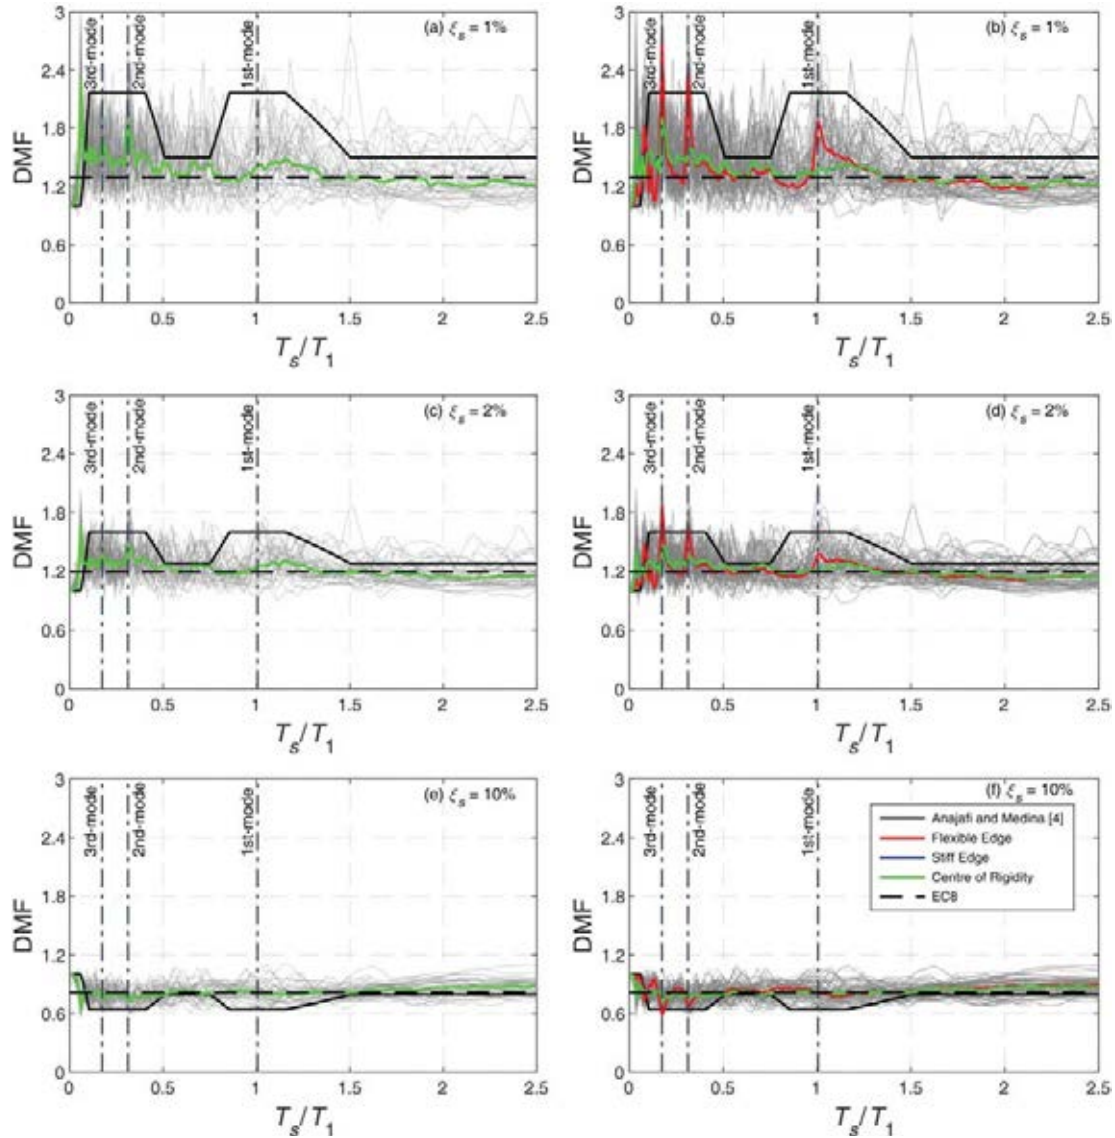 (a) ξs = 1%
3
2.4
1.8
1.2
0.6
0
DMF
3rd-mode
2nd-mode
1st-mode
0 0.5 1 1.5 2 2.5
Ts/T1
(b) ξs = 1%
3
2.4
1.8
1.2
0.6
0
DMF
3rd-mode
2nd-mode
1st-mode
0 0.5 1 1.5 2 2.5
Ts/T1
(c) ξs = 2%
3
2.4
1.8
1.2
0.6
0
DMF
3rd-mode
2nd-mode
1st-mode
0 0.5 1 1.5 2 2.5
Ts/T1
(d) ξs = 2%
3
2.4
1.8
1.2
0.6
0
DMF
3rd-mode
2nd-mode
1st-mode
0 0.5 1 1.5 2 2.5
Ts/T1
(e) ξs = 10%
3
2.4
1.8
1.2
0.6
0
DMF
3rd-mode
2nd-mode
1st-mode
0 0.5 1 1.5 2 2.5
Ts/T1
(f) ξs = 10%
3
2.4
1.8
1.2
0.6
0
DMF
3rd-mode
2nd-mode
1st-mode
Anajafi and Medina [4]
Flexible Edge
Stiff Edge
Centre of Rigidity
EC8
0 0.5 1 1.5 2 2.5
Ts/T1